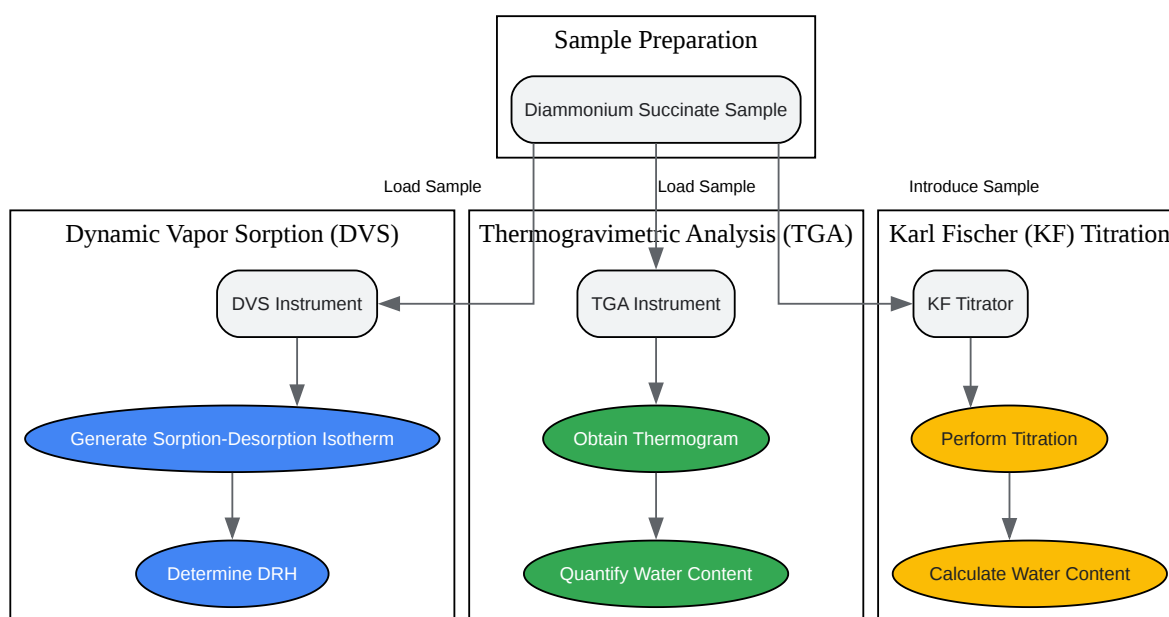 Sample Preparation
Diammonium Succinate Sample
Load Sample
Load Sample
Introduce Sample
Dynamic Vapor Sorption (DVS)
Thermogravimetric Analysis (TGA)
Karl Fischer (KF) Titration
DVS Instrument
TGA Instrument
KF Titrator
Generate Sorption-Desorption Isotherm
Obtain Thermogram
Perform Titration
Determine DRH
Quantify Water Content
Calculate Water Content